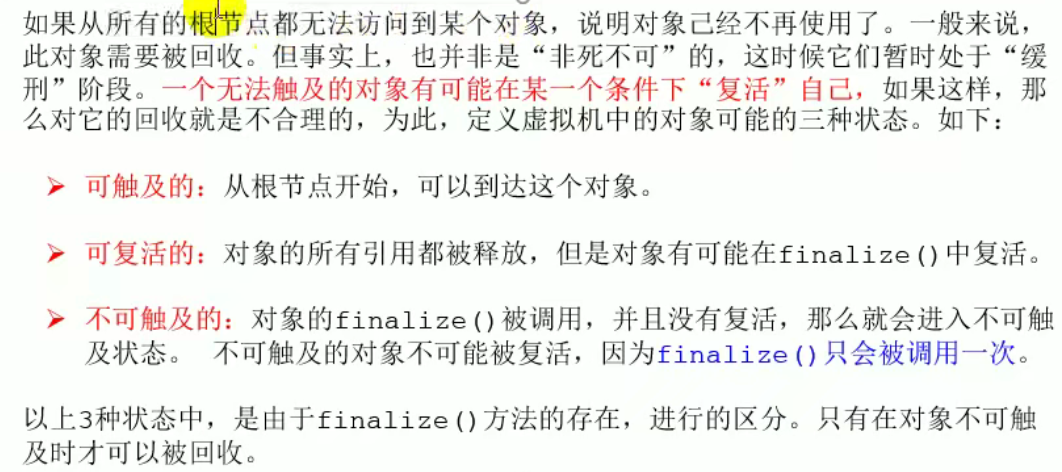 如果从所有的根节点都无法访问到某个对象，说明对象己经不再使用了。一般来说，
此对象需要被回收。但事实上，也并非是“非死不可”的，这时候它们暂时处于“缓
刑”阶段。一个无法触及的对象有可能在某一个条件下“复活”自己，如果这样，那
么对它的回收就是不合理的，为此，定义虚拟机中的对象可能的三种状态。如下：
➢ 可触及的：从根节点开始，可以到达这个对象。
➢ 可复活的：对象的所有引用都被释放，但是对象有可能在finalize()中复活。
➢ 不可触及的：对象的finalize()被调用，并且没有复活，那么就会进入不可触
及状态。 不可触及的对象不可能被复活，因为finalize()只会被调用一次。
以上3种状态中，是由于finalize()方法的存在，进行的区分。只有在对象不可触
及时才可以被回收。